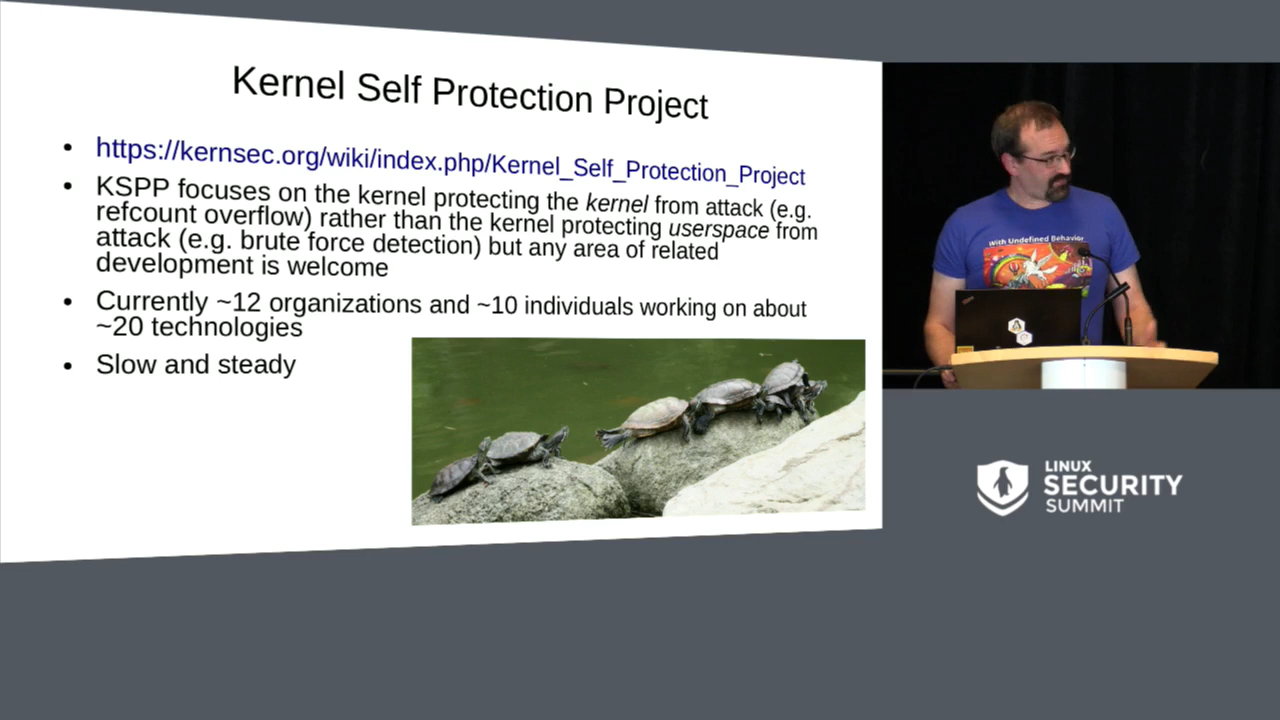 Kernel Self Protection Project
https://kernsec.org/wiki/index.php/Kernel_Self_Protection_Project
KSPP focuses on the kernel protecting the kernel from attack (e.g.
refcount overflow) rather than the kernel protecting userspace from
attack (e.g. brute force detection) but any area of related
development is welcome
Currently ~12 organizations and ~10 individuals working on about
~20 technologies
Slow and steady
With Undefined Behavior
LINUX
SECURITY
SUMMIT